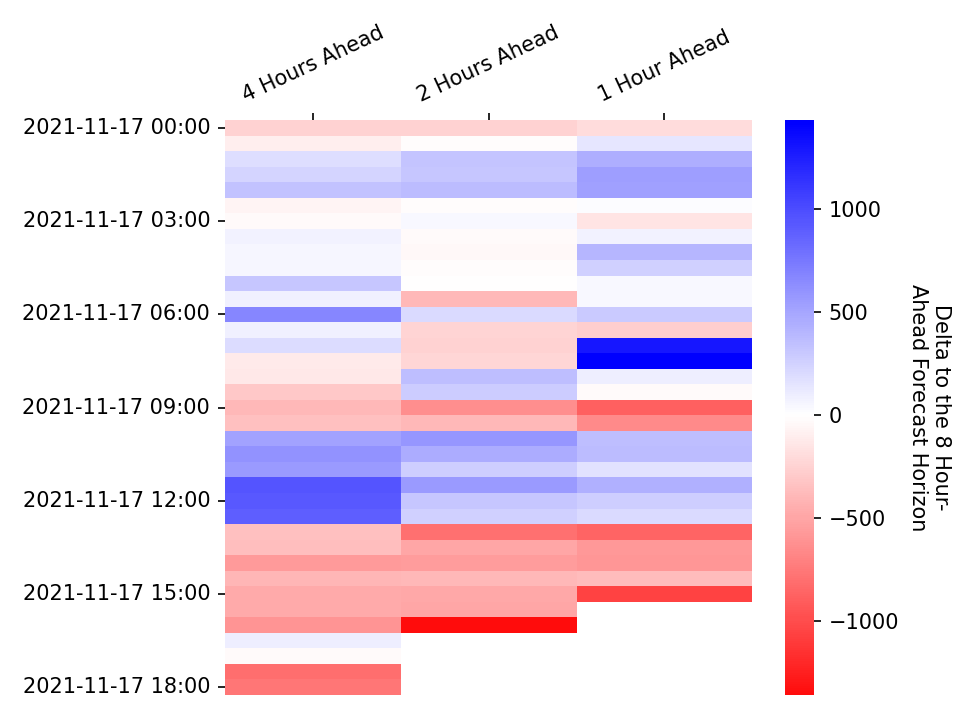 4 Hours Ahead
2 Hours Ahead
1 Hour Ahead
2021-11-17 00:00
2021-11-17 03:00
2021-11-17 06:00
2021-11-17 09:00
2021-11-17 12:00
2021-11-17 15:00
2021-11-17 18:00
1000
500
0
−500
−1000
Delta to the 8 Hour-
Ahead Forecast Horizon